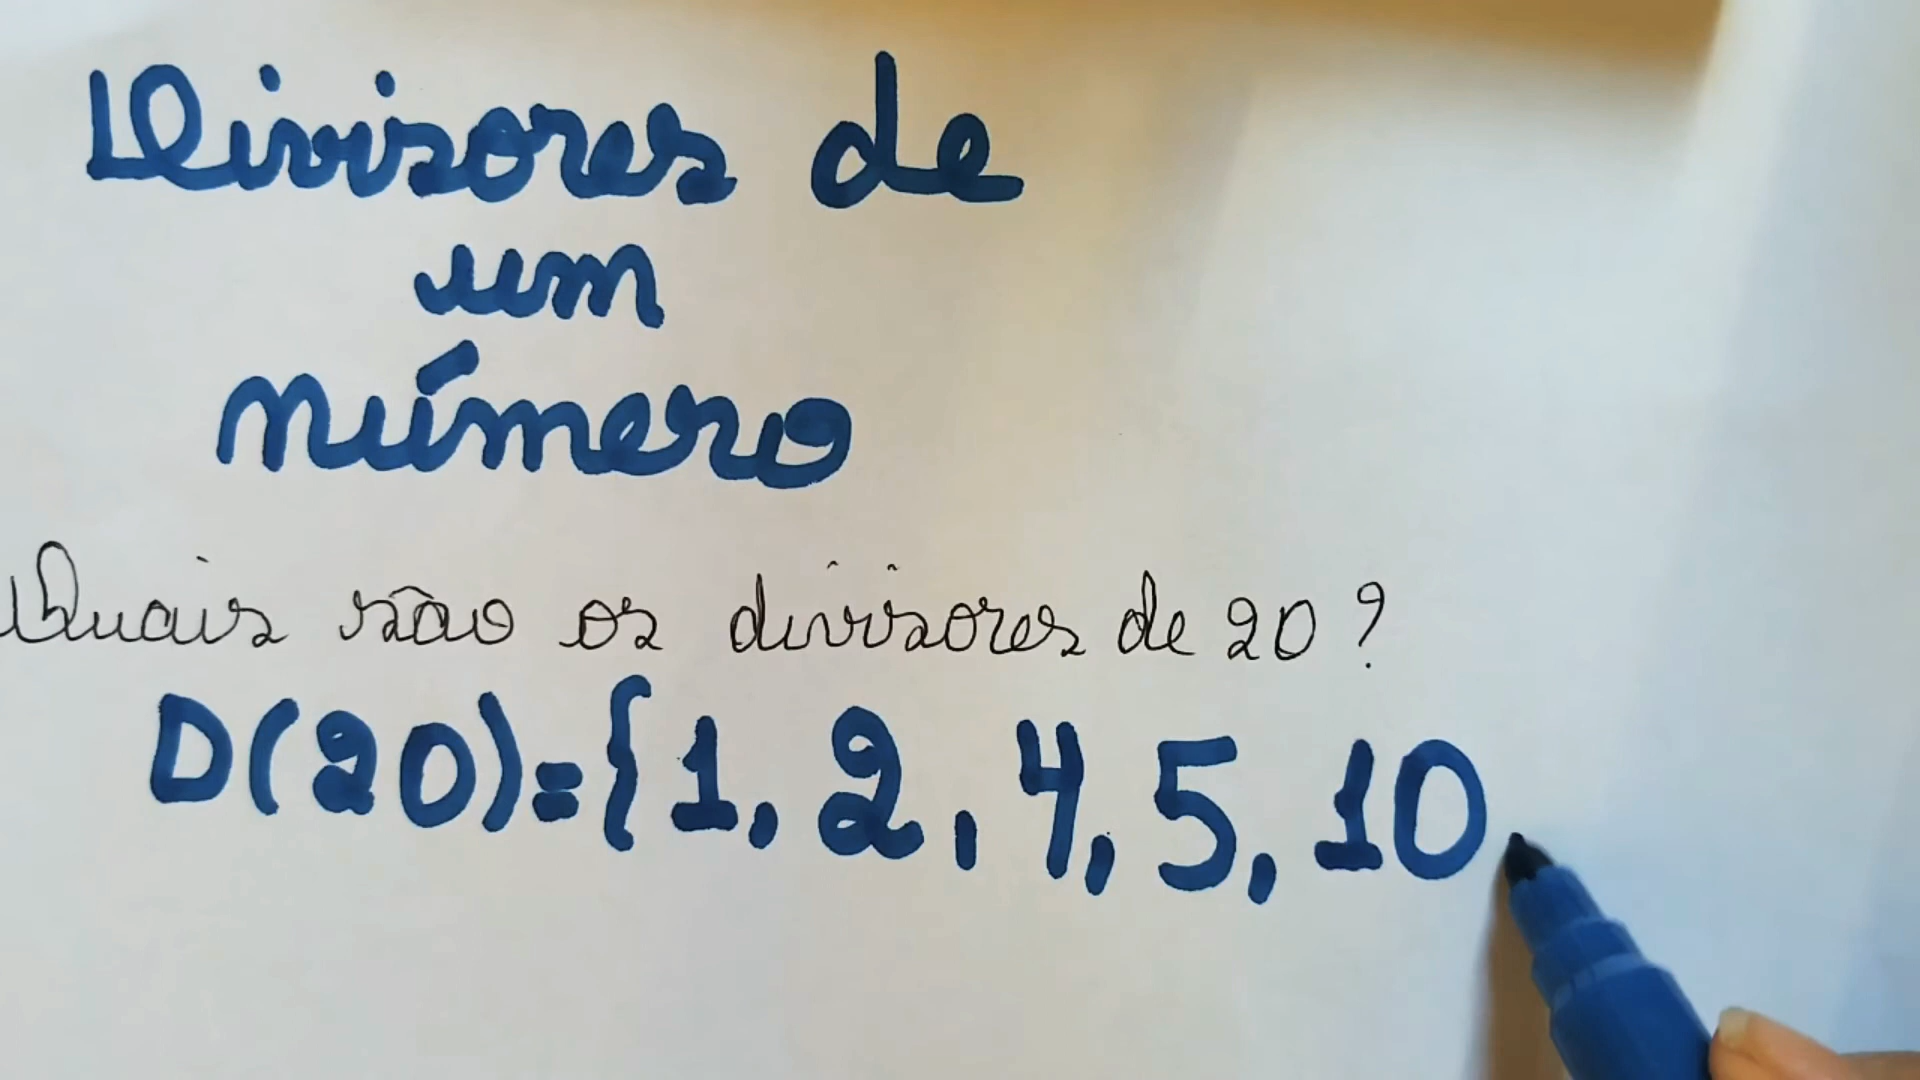 Divisores de
um
número
Quais são os divisores de 20?
D(20)={1, 2, 4, 5, 10